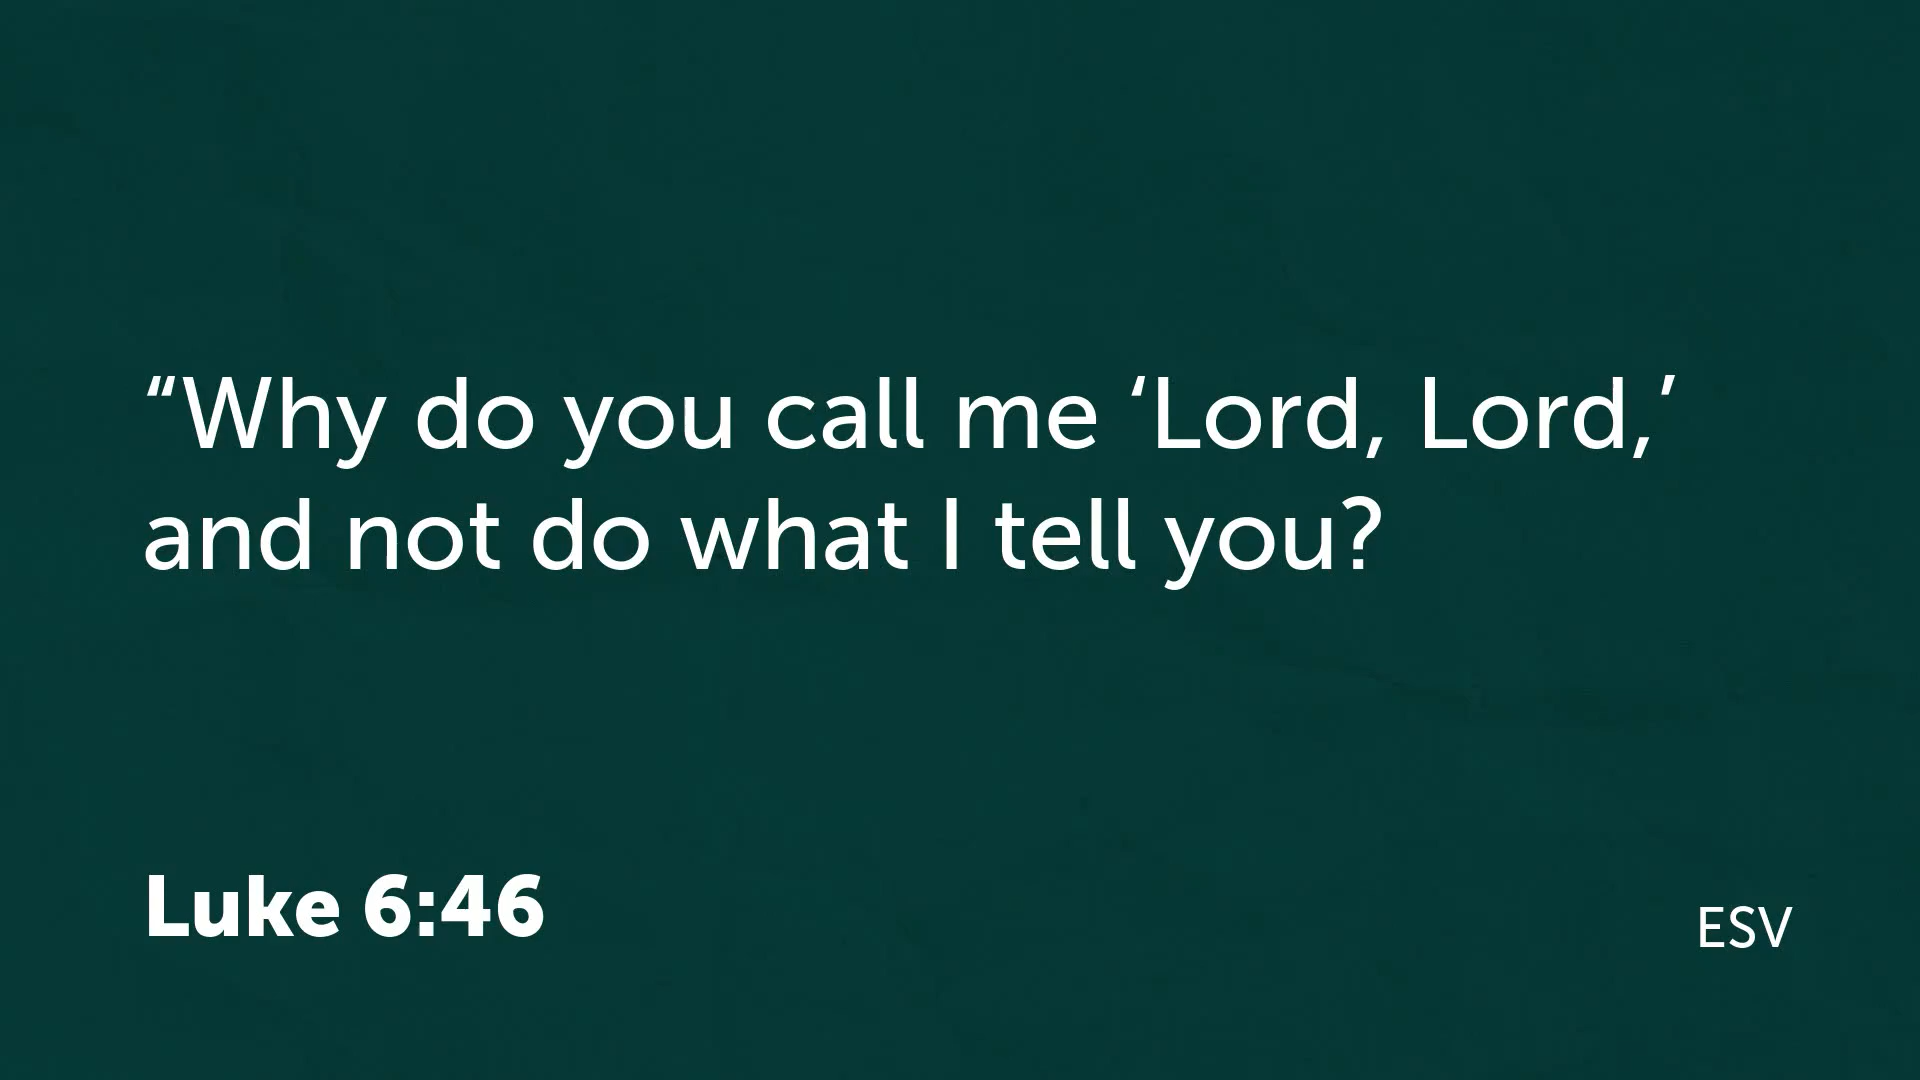 “Why do you call me ‘Lord, Lord,’
and not do what I tell you?
Luke 6:46
ESV